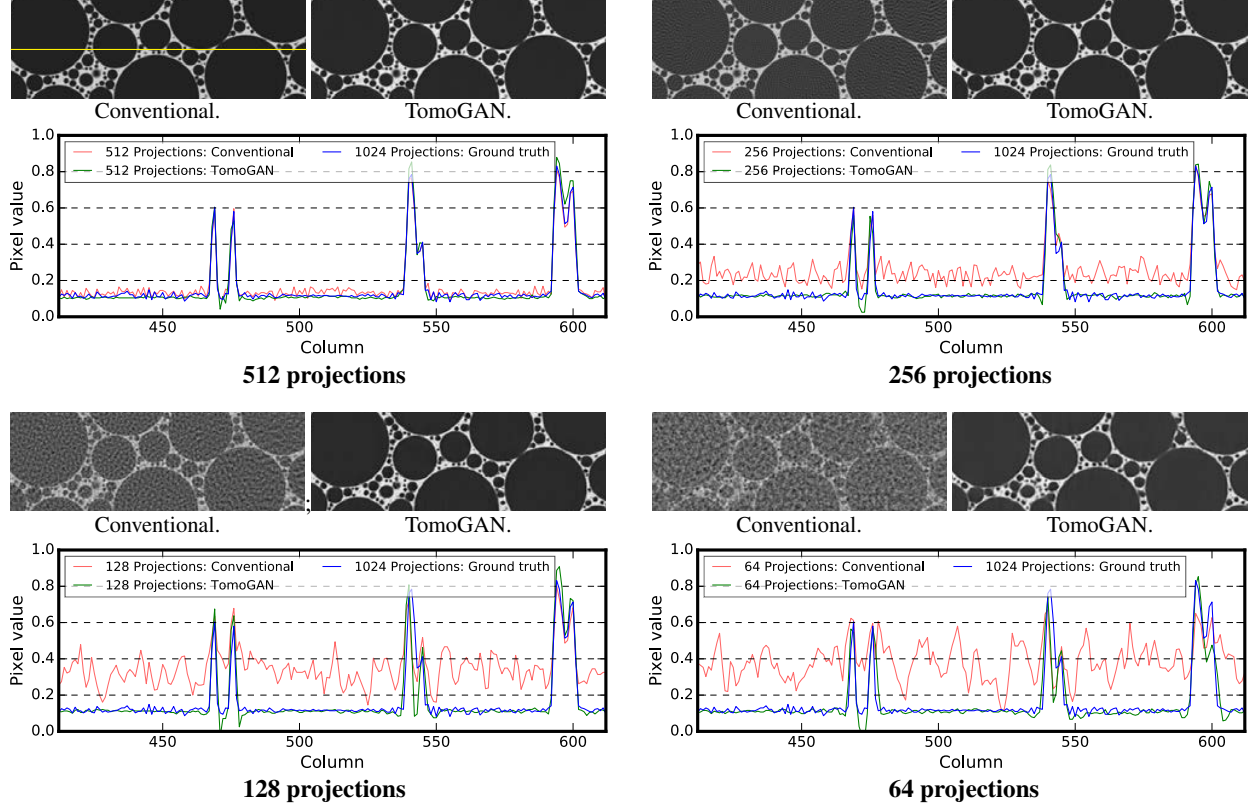 Conventional.
TomoGAN.
1.0
0.8
0.6
0.4
0.2
0.0
Pixel value
512 Projections: Conventional
512 Projections: TomoGAN
1024 Projections: Ground truth
450
500
550
600
Column
512 projections
Conventional.
TomoGAN.
1.0
0.8
0.6
0.4
0.2
0.0
Pixel value
256 Projections: Conventional
256 Projections: TomoGAN
1024 Projections: Ground truth
450
500
550
600
Column
256 projections
;
Conventional.
TomoGAN.
1.0
0.8
0.6
0.4
0.2
0.0
Pixel value
128 Projections: Conventional
128 Projections: TomoGAN
1024 Projections: Ground truth
450
500
550
600
Column
128 projections
Conventional.
TomoGAN.
1.0
0.8
0.6
0.4
0.2
0.0
Pixel value
64 Projections: Conventional
64 Projections: TomoGAN
1024 Projections: Ground truth
450
500
550
600
Column
64 projections